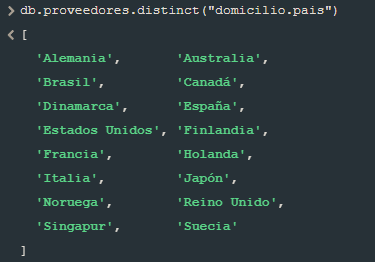 > db.proveedores.distinct("domicilio.pais")
< [
'Alemania', 'Australia',
'Brasil', 'Canadá',
'Dinamarca', 'España',
'Estados Unidos', 'Finlandia',
'Francia', 'Holanda',
'Italia', 'Japón',
'Noruega', 'Reino Unido',
'Singapur', 'Suecia'
]